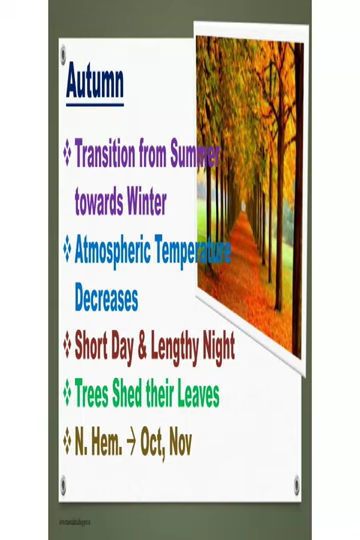 Autumn
❖ Transition from Summer
towards Winter
❖ Atmospheric Temperature
Decreases
❖ Short Day & Lengthy Night
❖ Trees Shed their Leaves
❖ N. Hem. → Oct, Nov